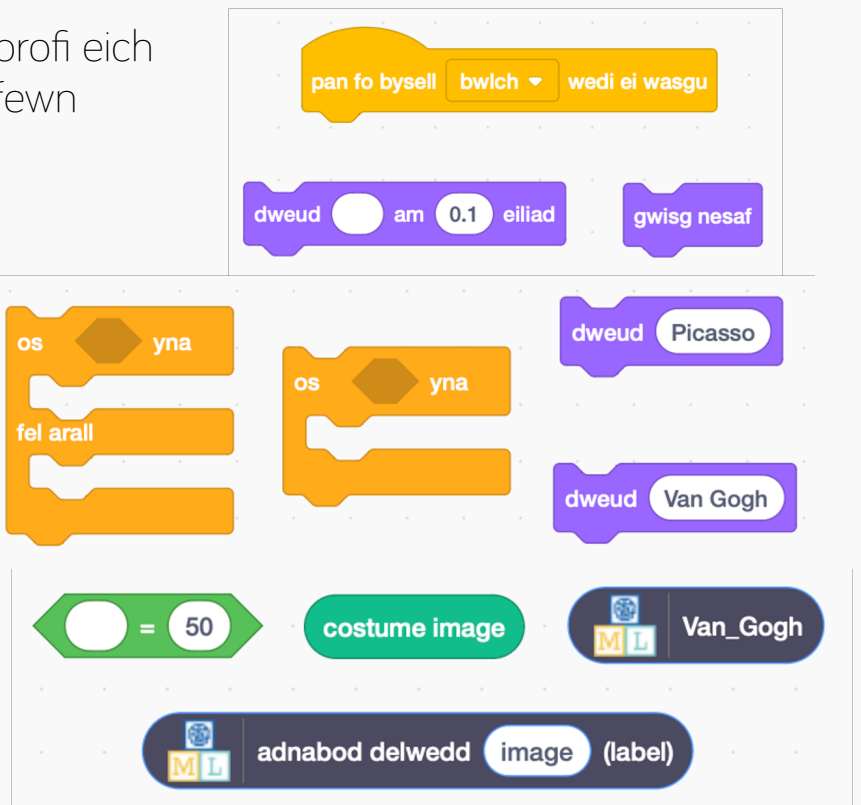 profi eich
fewn
pan fo bysell bwlch wedi ei wasgu
dweud am 0.1 eiliad
gwisg nesaf
os yna
fel arall
os yna
dweud Picasso
dweud Van Gogh
= 50
costume image
M L Van_Gogh
M L adnabod delwedd image (label)